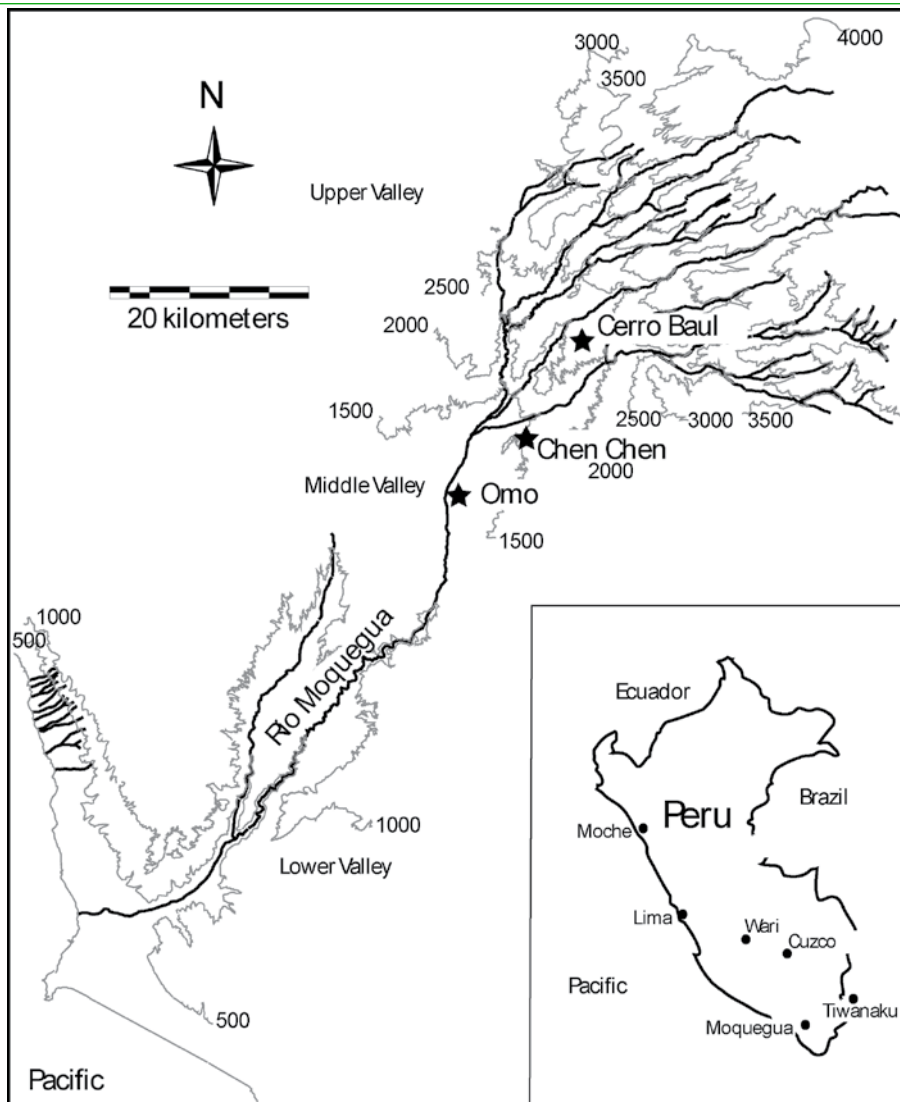 3000
4000
3500
N
Upper Valley
2500
20 kilometers
2000
Cerro Baul
1500
2500 3000 3500
Chen Chen
2000
Middle Valley
Omo
1500
1000
500
Rio Moquegua
1000
Lower Valley
500
Pacific
Ecuador
Brazil
Peru
Moche
Lima
Wari
Cuzco
Pacific
Tiwanaku
Moquegua